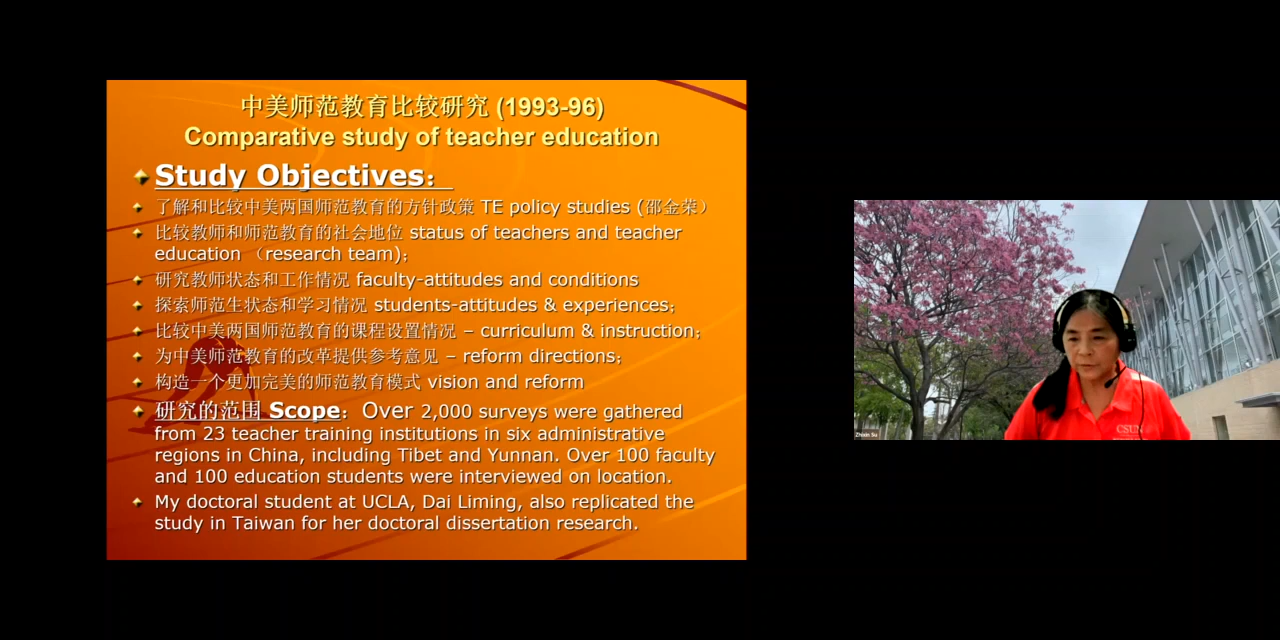 中美师范教育比较研究 (1993-96)
Comparative study of teacher education
Study Objectives：
了解和比较中美两国师范教育的方针政策 TE policy studies (邵金荣）
比较教师和师范教育的社会地位 status of teachers and teacher
education （research team);
研究教师状态和工作情况 faculty-attitudes and conditions
探索师范生状态和学习情况 students-attitudes & experiences;
比较中美两国师范教育的课程设置情况 – curriculum & instruction;
为中美师范教育的改革提供参考意见 – reform directions;
构造一个更加完美的师范教育模式 vision and reform
研究的范围 Scope：Over 2,000 surveys were gathered
from 23 teacher training institutions in six administrative
regions in China, including Tibet and Yunnan. Over 100 faculty
and 100 education students were interviewed on location.
My doctoral student at UCLA, Dai Liming, also replicated the
study in Taiwan for her doctoral dissertation research.
CSUN
Zhixin Su